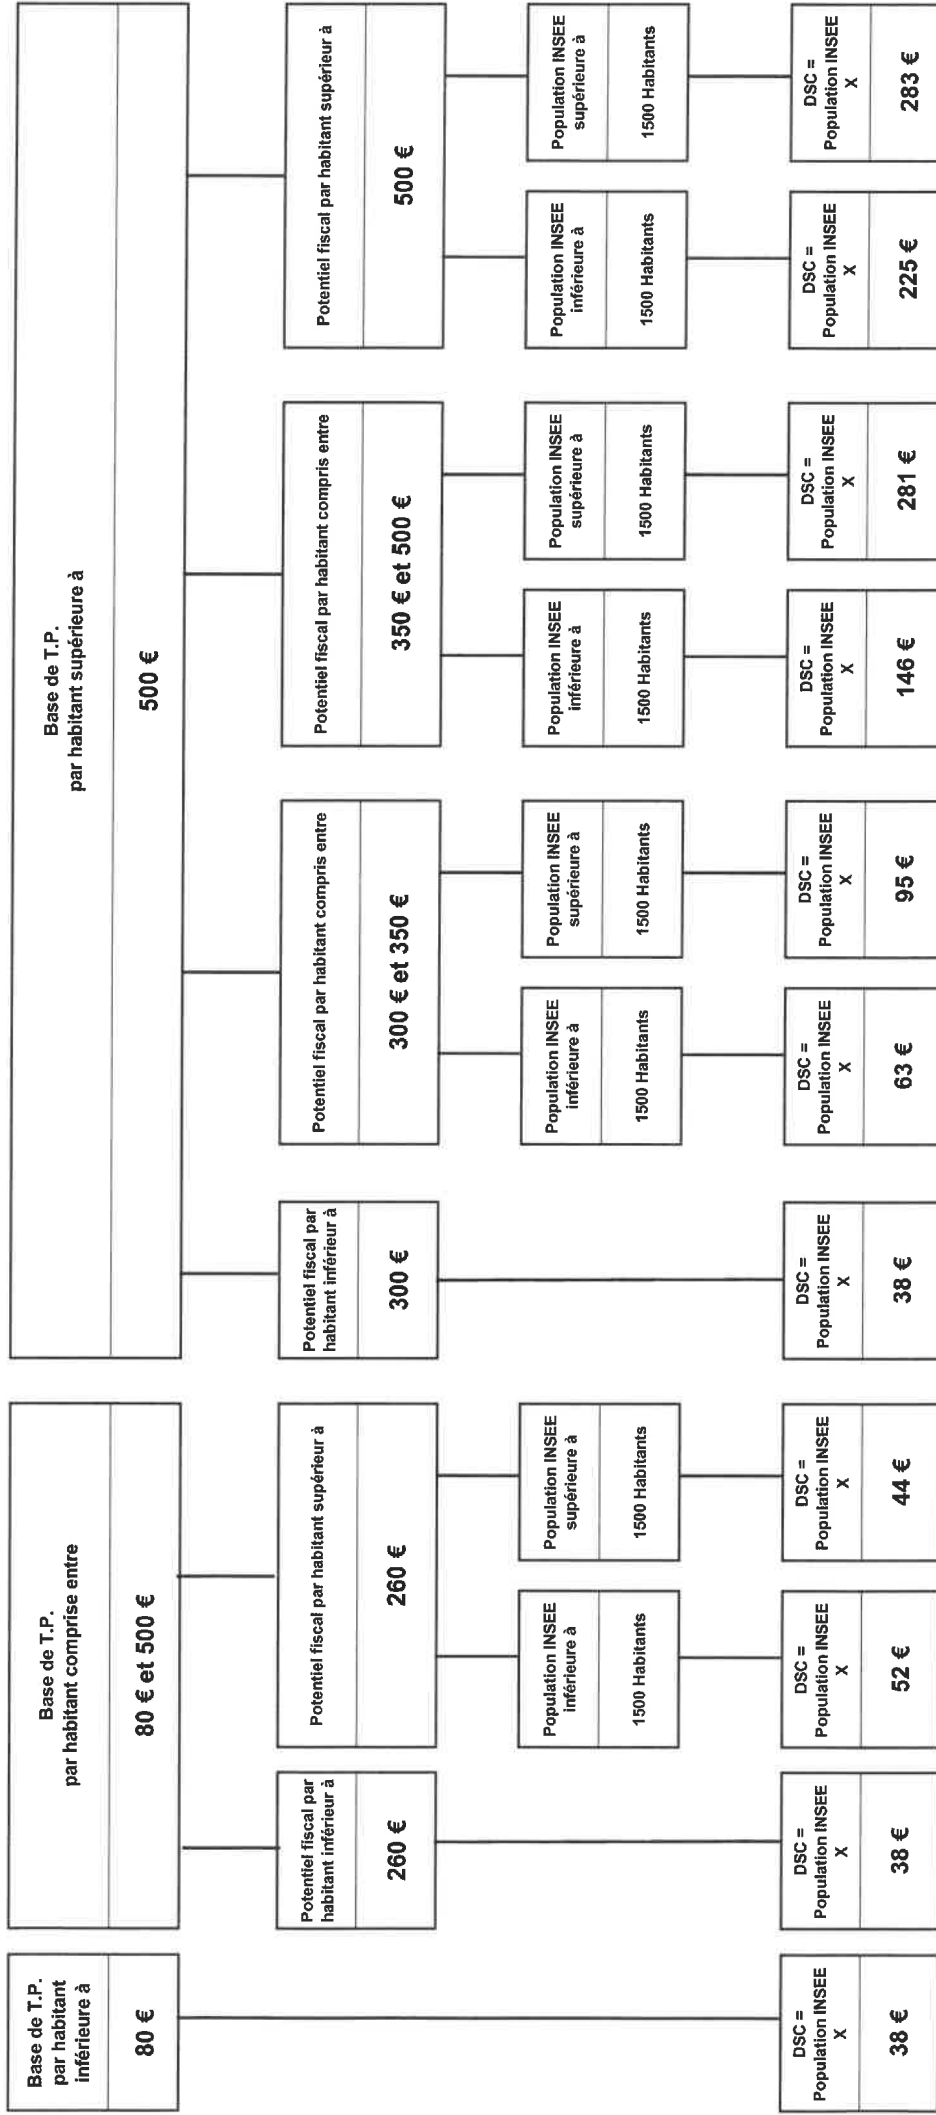 Base de T.P.
par habitant
inférieure à
80 €
Base de T.P.
par habitant comprise entre
80 € et 500 €
Base de T.P.
par habitant supérieure à
500 €
Potentiel fiscal par
habitant inférieur à
260 €
Potentiel fiscal par habitant supérieur à
260 €
Potentiel fiscal par
habitant inférieur à
300 €
Potentiel fiscal par habitant compris entre
300 € et 350 €
Potentiel fiscal par habitant compris entre
350 € et 500 €
Potentiel fiscal par habitant supérieur à
500 €
Population INSEE
inférieure à
1500 Habitants
Population INSEE
supérieure à
1500 Habitants
Population INSEE
inférieure à
1500 Habitants
Population INSEE
supérieure à
1500 Habitants
Population INSEE
inférieure à
1500 Habitants
Population INSEE
supérieure à
1500 Habitants
Population INSEE
inférieure à
1500 Habitants
Population INSEE
supérieure à
1500 Habitants
DSC =
Population INSEE
X
38 €
DSC =
Population INSEE
X
38 €
DSC =
Population INSEE
X
52 €
DSC =
Population INSEE
X
44 €
DSC =
Population INSEE
X
38 €
DSC =
Population INSEE
X
63 €
DSC =
Population INSEE
X
95 €
DSC =
Population INSEE
X
146 €
DSC =
Population INSEE
X
281 €
DSC =
Population INSEE
X
225 €
DSC =
Population INSEE
X
283 €